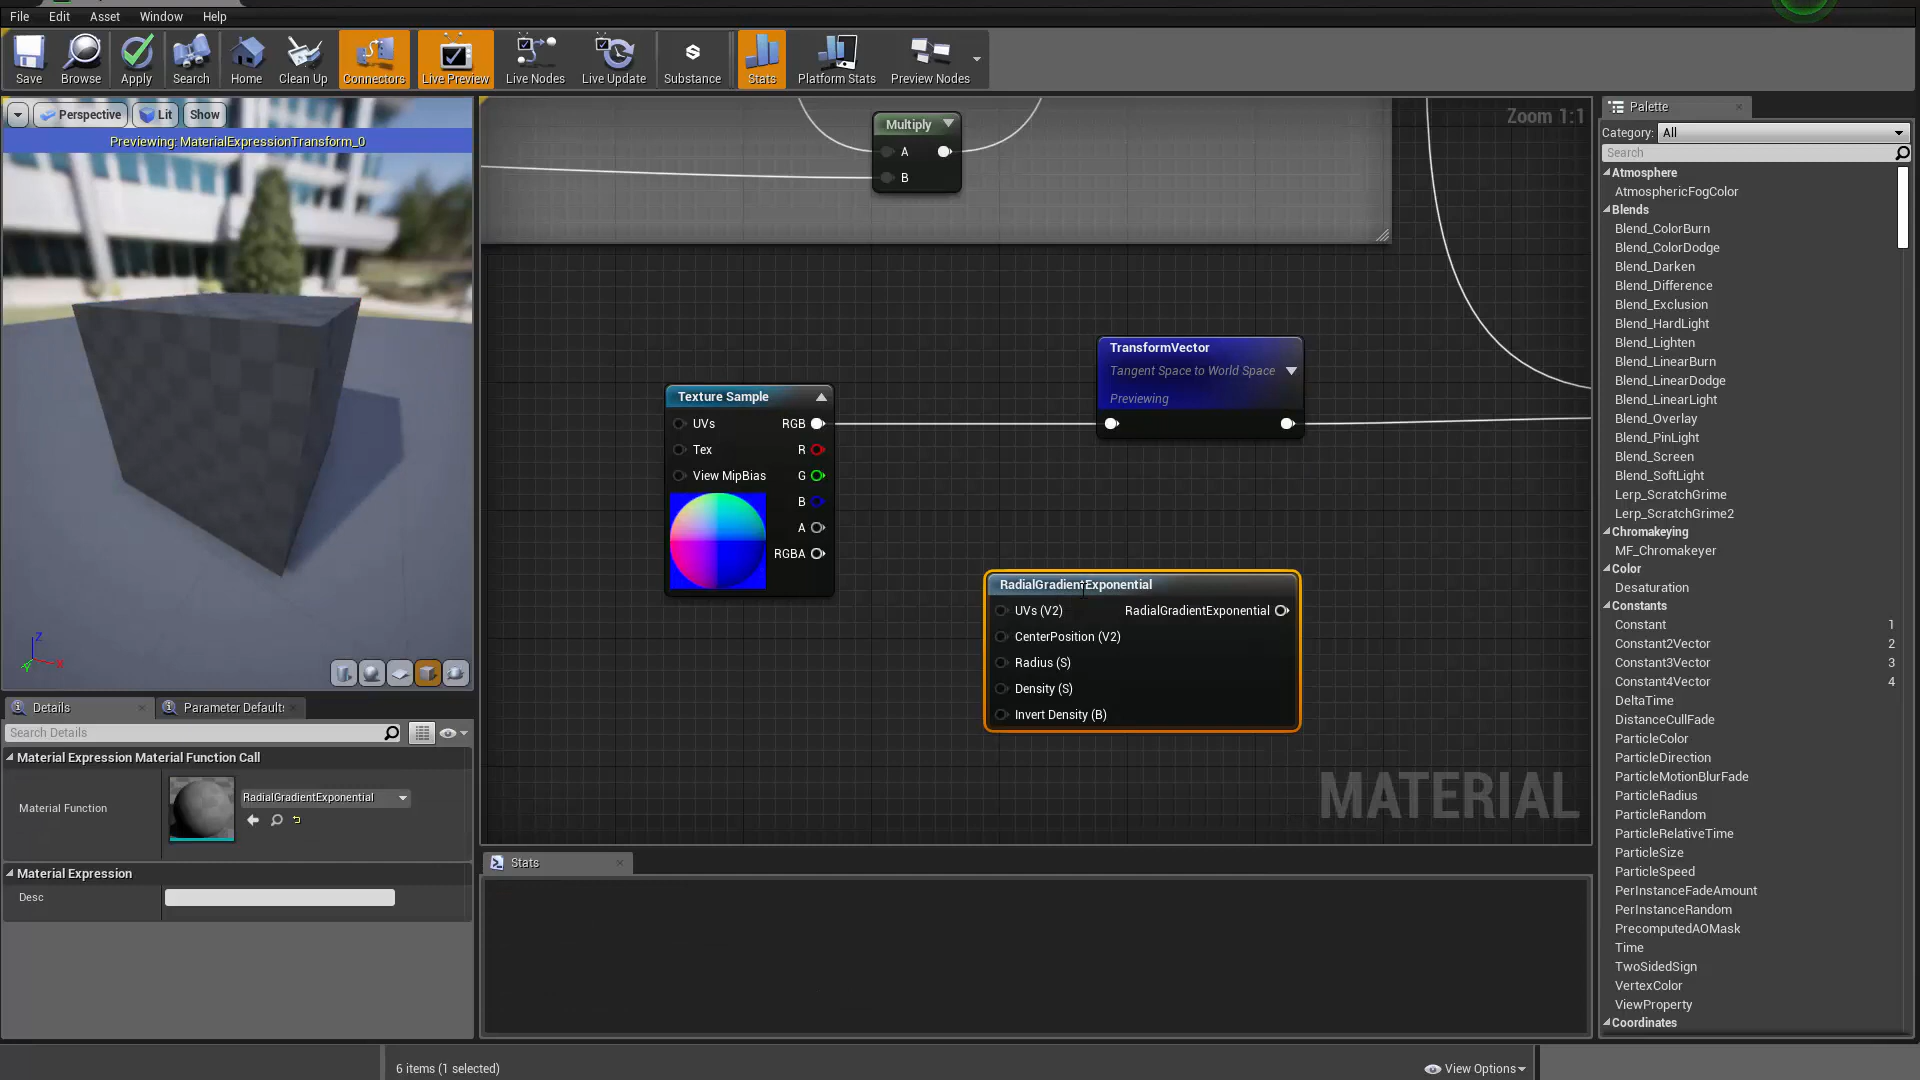 File Edit Asset Window Help
Save Browse Apply Search Home Clean Up Connectors Live Preview Live Nodes Live Update Substance Stats Platform Stats Preview Nodes
Perspective Lit Show
Previewing: MaterialExpressionTransform_0
Z
X
Y
Details Parameter Default
Search Details
Material Expression Material Function Call
Material Function
RadialGradientExponential
Material Expression
Desc
Zoom 1:1
Multiply
A
B
Texture Sample
UVs RGB
Tex R
View MipBias G
B
A
RGBA
TransformVector
Tangent Space to World Space
Previewing
RadialGradientExponential
UVs (V2) RadialGradientExponential
CenterPosition (V2)
Radius (S)
Density (S)
Invert Density (B)
MATERIAL
Stats
Palette
Category: All
Search
Atmosphere
AtmosphericFogColor
Blends
Blend_ColorBurn
Blend_ColorDodge
Blend_Darken
Blend_Difference
Blend_Exclusion
Blend_HardLight
Blend_Lighten
Blend_LinearBurn
Blend_LinearDodge
Blend_LinearLight
Blend_Overlay
Blend_PinLight
Blend_Screen
Blend_SoftLight
Lerp_ScratchGrime
Lerp_ScratchGrime2
Chromakeying
MF_Chromakeyer
Color
Desaturation
Constants
Constant 1
Constant2Vector 2
Constant3Vector 3
Constant4Vector 4
DeltaTime
DistanceCullFade
ParticleColor
ParticleDirection
ParticleMotionBlurFade
ParticleRadius
ParticleRandom
ParticleRelativeTime
ParticleSize
ParticleSpeed
PerInstanceFadeAmount
PerInstanceRandom
PrecomputedAOMask
Time
TwoSidedSign
VertexColor
ViewProperty
Coordinates
6 items (1 selected)
View Options